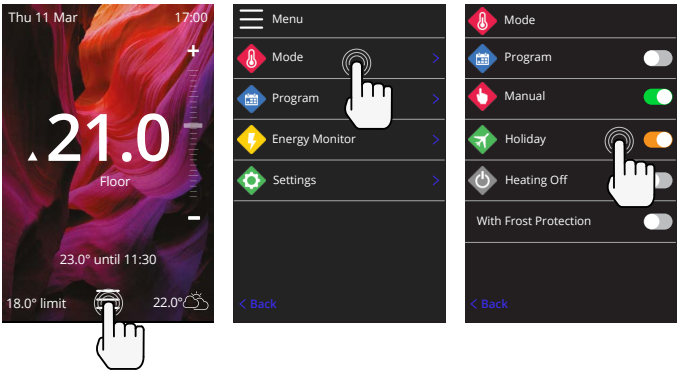 Thu 11 Mar 17:00
+
21.0
Floor
-
23.0° until 11:30
18.0° limit 22.0°
Menu
Mode >
Program >
Energy Monitor >
Settings >
< Back
Mode
Program
Manual
Holiday
Heating Off
With Frost Protection
< Back